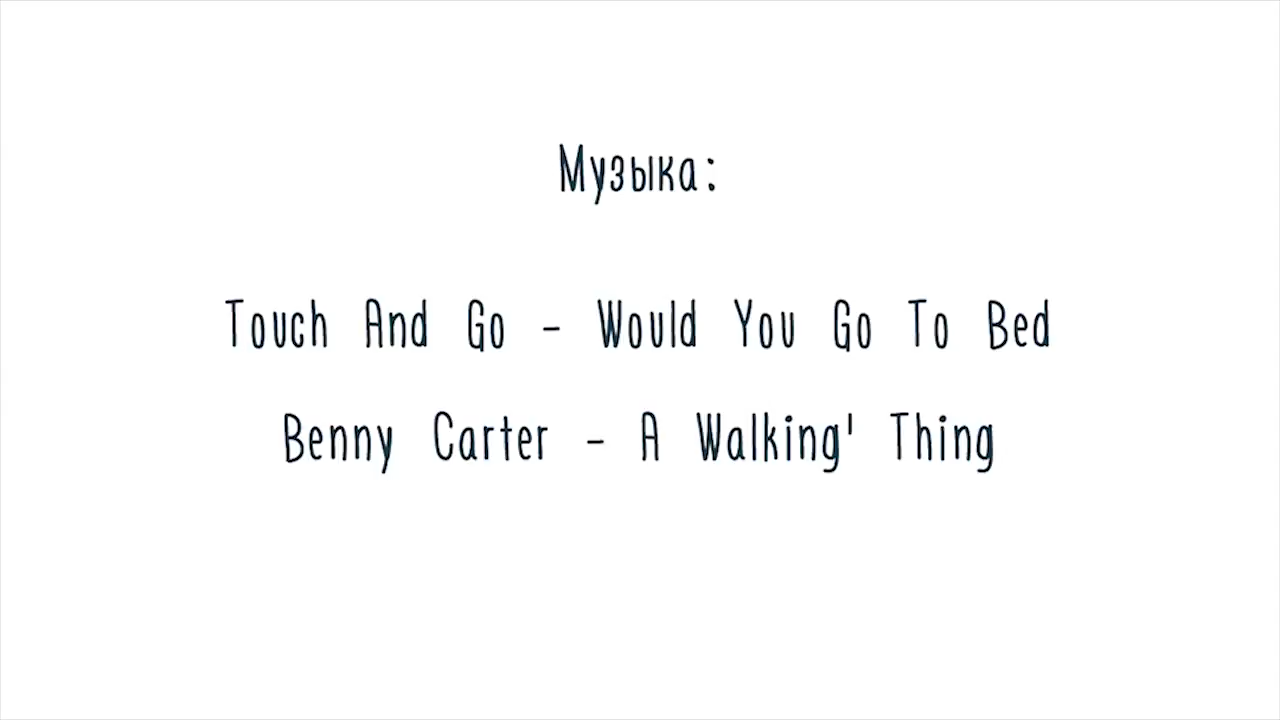 Музыка:
Touch And Go - Would You Go To Bed
Benny Carter - A Walking' Thing